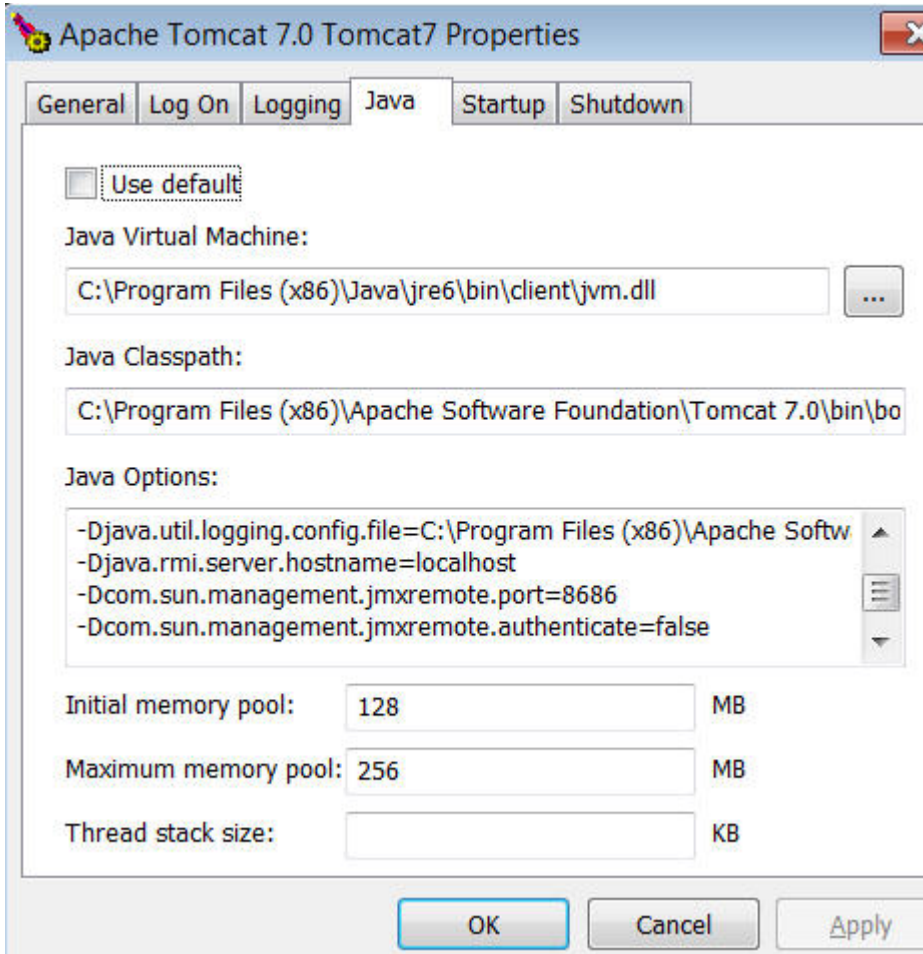 Apache Tomcat 7.0 Tomcat7 Properties
General Log On Logging Java Startup Shutdown
Use default
Java Virtual Machine:
C:\Program Files (x86)\Java\jre6\bin\client\jvm.dll
...
Java Classpath:
C:\Program Files (x86)\Apache Software Foundation\Tomcat 7.0\bin\bo
Java Options:
-Djava.util.logging.config.file=C:\Program Files (x86)\Apache Softw
-Djava.rmi.server.hostname=localhost
-Dcom.sun.management.jmxremote.port=8686
-Dcom.sun.management.jmxremote.authenticate=false
Initial memory pool: 128 MB
Maximum memory pool: 256 MB
Thread stack size: KB
OK Cancel Apply